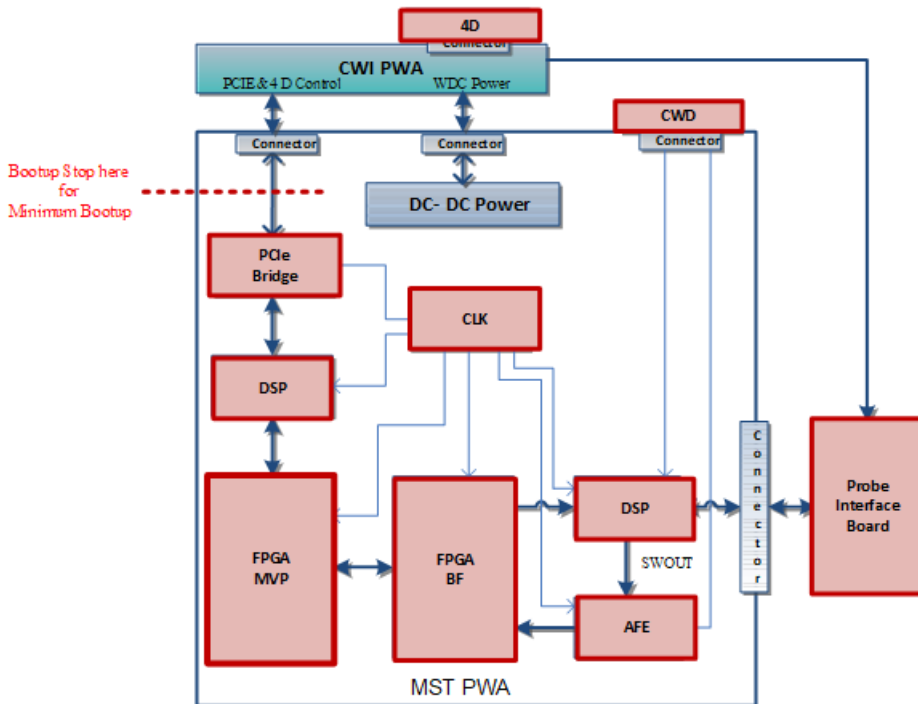 4D
Connector
CWI PWA
PCIE & 4 D Control
WDC Power
CWD
Connector
Connector
Connector
Bootup Stop here
for
Minimum Bootup
DC- DC Power
PCIe
Bridge
CLK
DSP
Connector
Probe
Interface
Board
FPGA
MVP
FPGA
BF
DSP
SWOUT
AFE
MST PWA